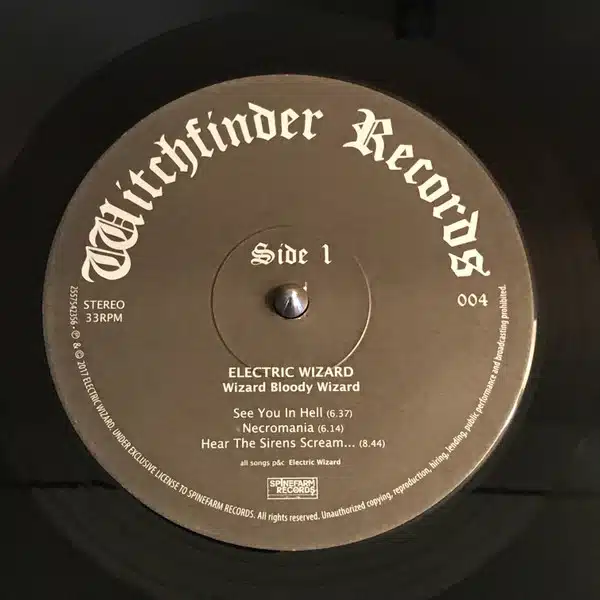 Witchfinder Records
Side 1
STEREO
33RPM
004
ELECTRIC WIZARD
Wizard Bloody Wizard
See You In Hell (6.37)
Necromania (6.14)
Hear The Sirens Scream... (8.44)
all songs p&c Electric Wizard
SPINEFARM
RECORDS
2557542356 • ℗ & © 2017 ELECTRIC WIZARD, UNDER EXCLUSIVE LICENSE TO SPINEFARM RECORDS. All rights reserved. Unauthorized copying, reproduction, hiring, lending, public performance and broadcasting prohibited.